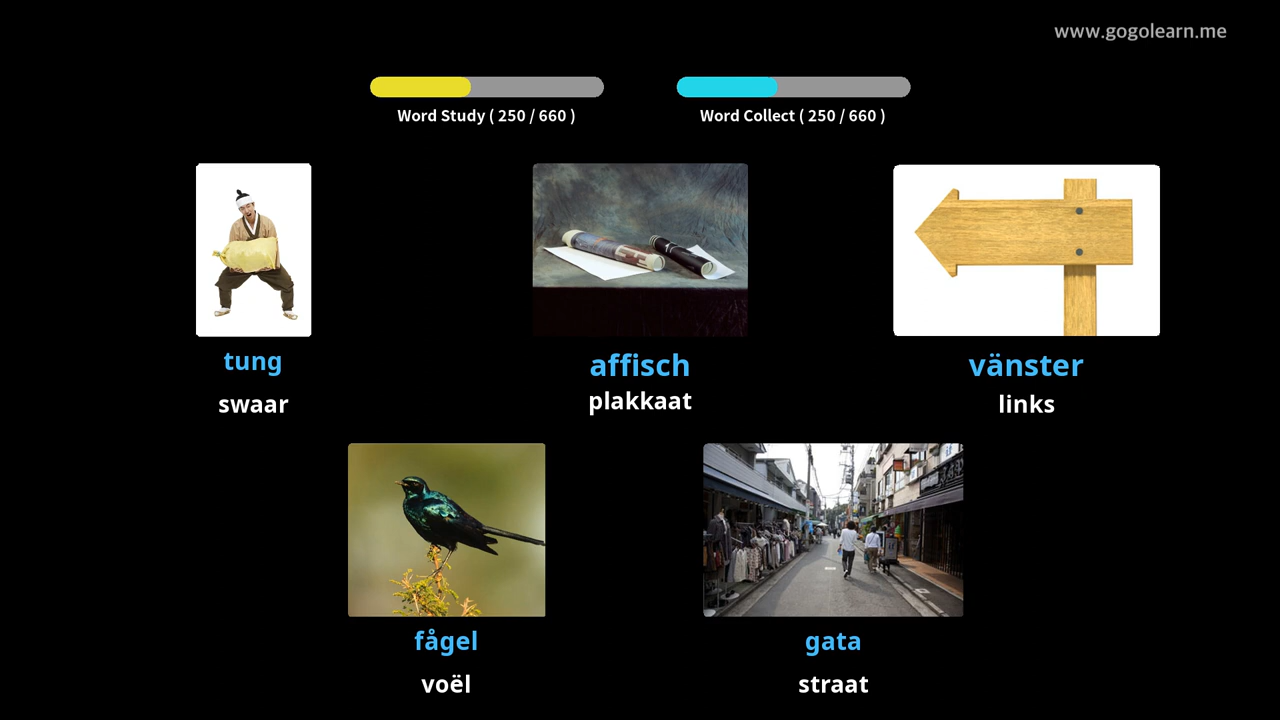 www.gogolearn.me
Word Study ( 250 / 660 )
Word Collect ( 250 / 660 )
tung
swaar
affisch
plakkaat
vänster
links
fågel
voël
gata
straat